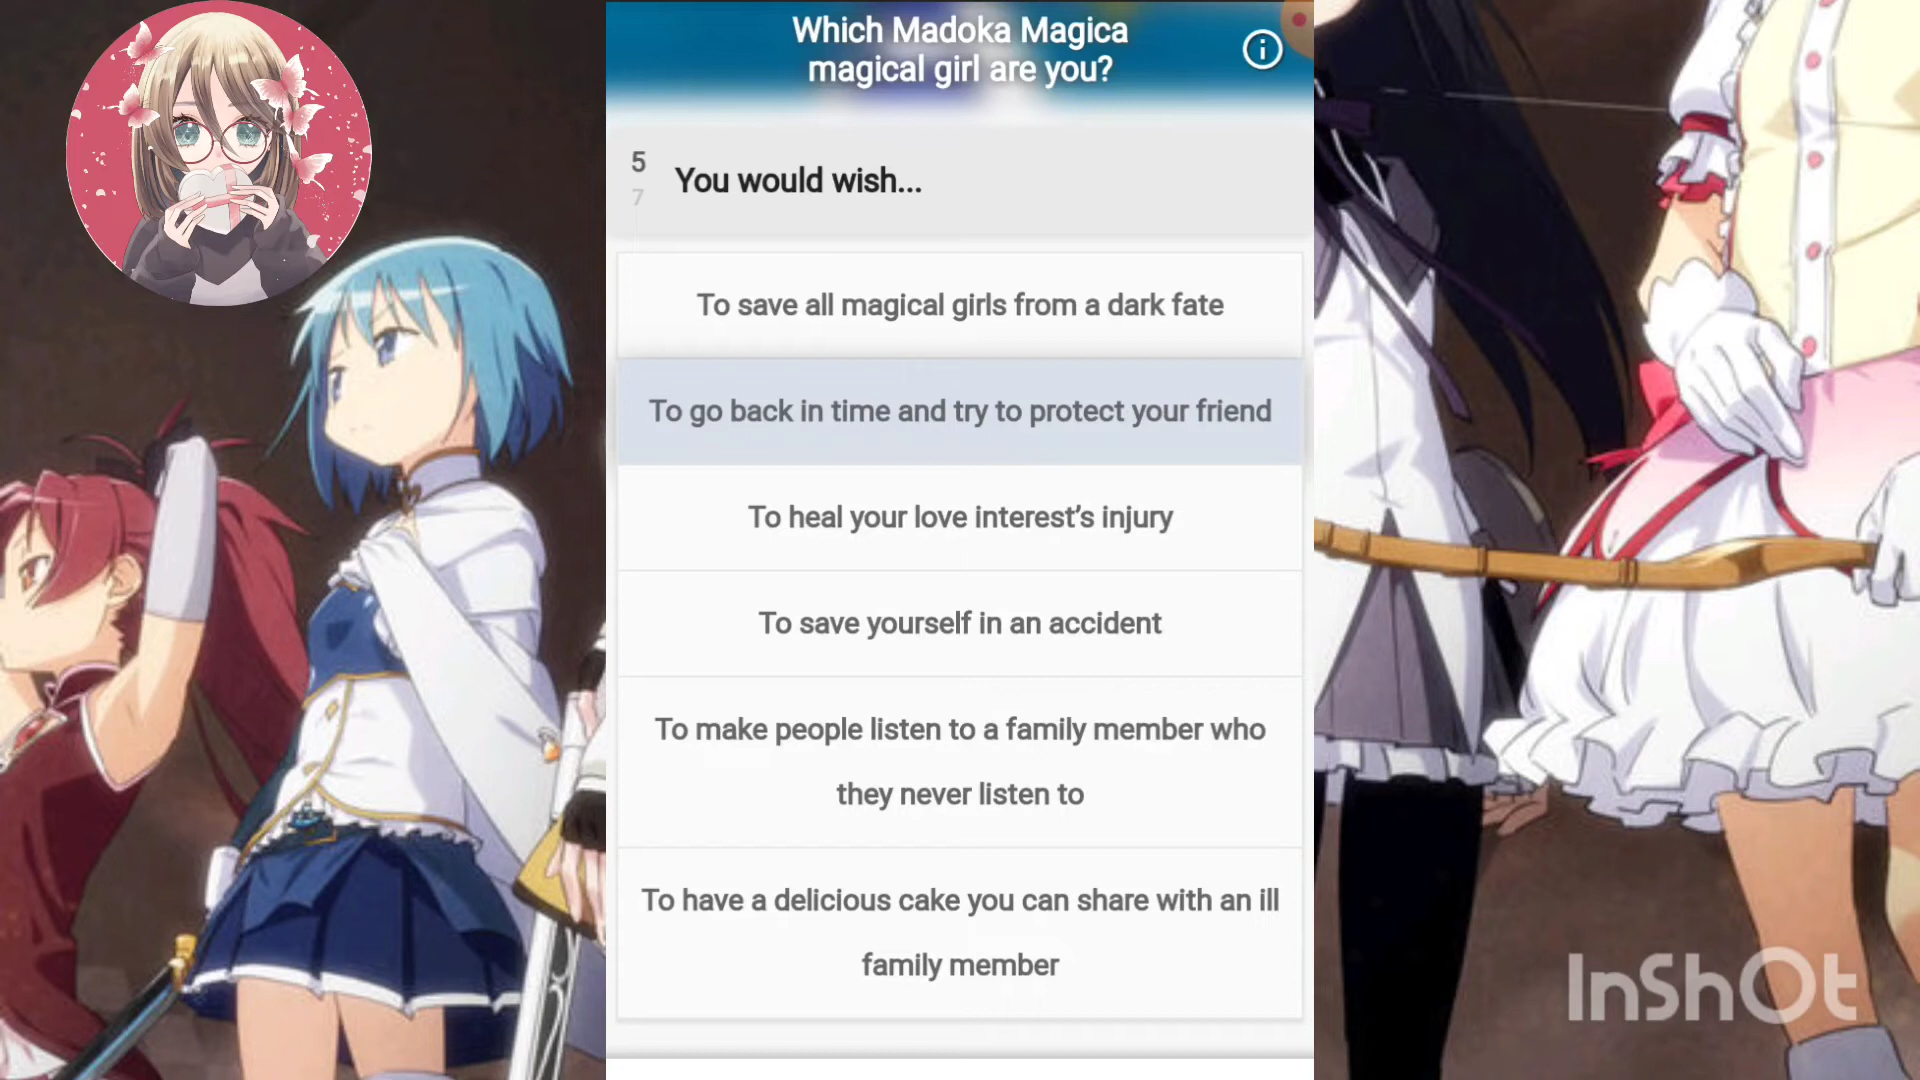 Which Madoka Magica
magical girl are you?
5
7
You would wish...
To save all magical girls from a dark fate
To go back in time and try to protect your friend
To heal your love interest’s injury
To save yourself in an accident
To make people listen to a family member who
they never listen to
To have a delicious cake you can share with an ill
family member
InShOt